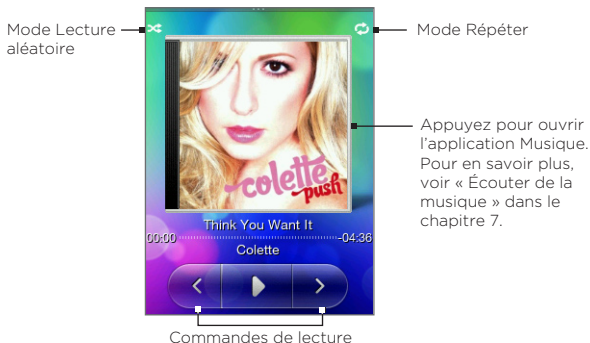 Mode Lecture
aléatoire
Mode Répéter
Appuyez pour ouvrir
l'application Musique.
Pour en savoir plus,
voir « Écouter de la
musique » dans le
chapitre 7.
colette
push
Think You Want It
00:00
-04:36
Colette
Commandes de lecture